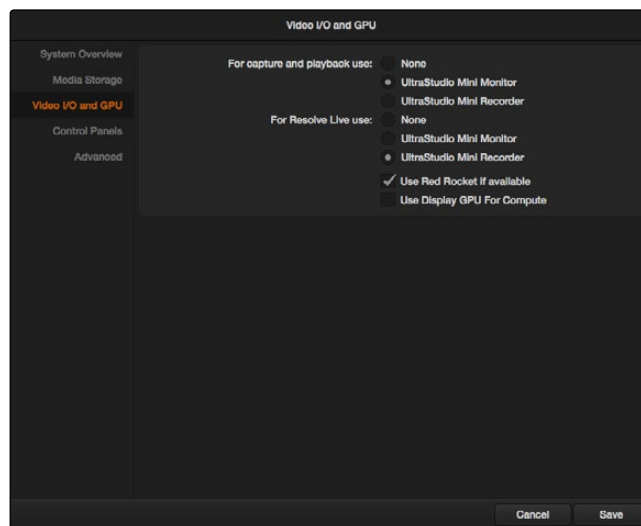 Video I/O and GPU
System Overview
Media Storage
Video I/O and GPU
Control Panels
Advanced
For capture and playback use:
None
UltraStudio Mini Monitor
UltraStudio Mini Recorder
For Resolve Live use:
None
UltraStudio Mini Monitor
UltraStudio Mini Recorder
Use Red Rocket if available
Use Display GPU For Compute
Cancel
Save